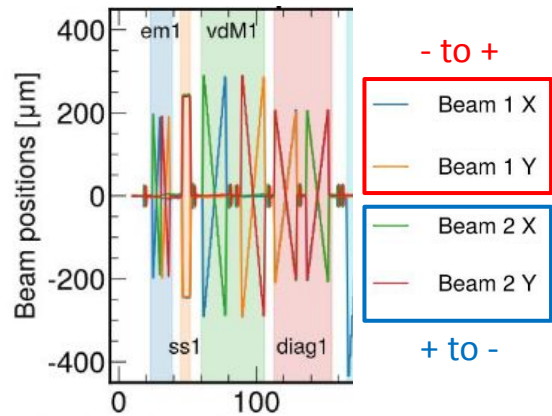 Beam positions [μm]
400
200
0
-200
-400
em1
vdM1
ss1
diag1
0
100
- to +
Beam 1 X
Beam 1 Y
Beam 2 X
Beam 2 Y
+ to -